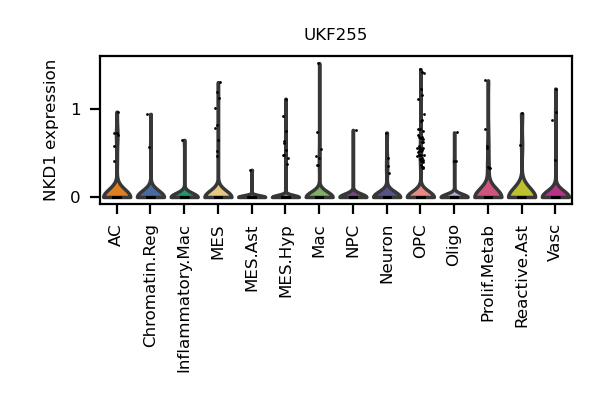 UKF255
NKD1 expression
1
0
AC
Chromatin.Reg
Inflammatory.Mac
MES
MES.Ast
MES.Hyp
Mac
NPC
Neuron
OPC
Oligo
Prolif.Metab
Reactive.Ast
Vasc